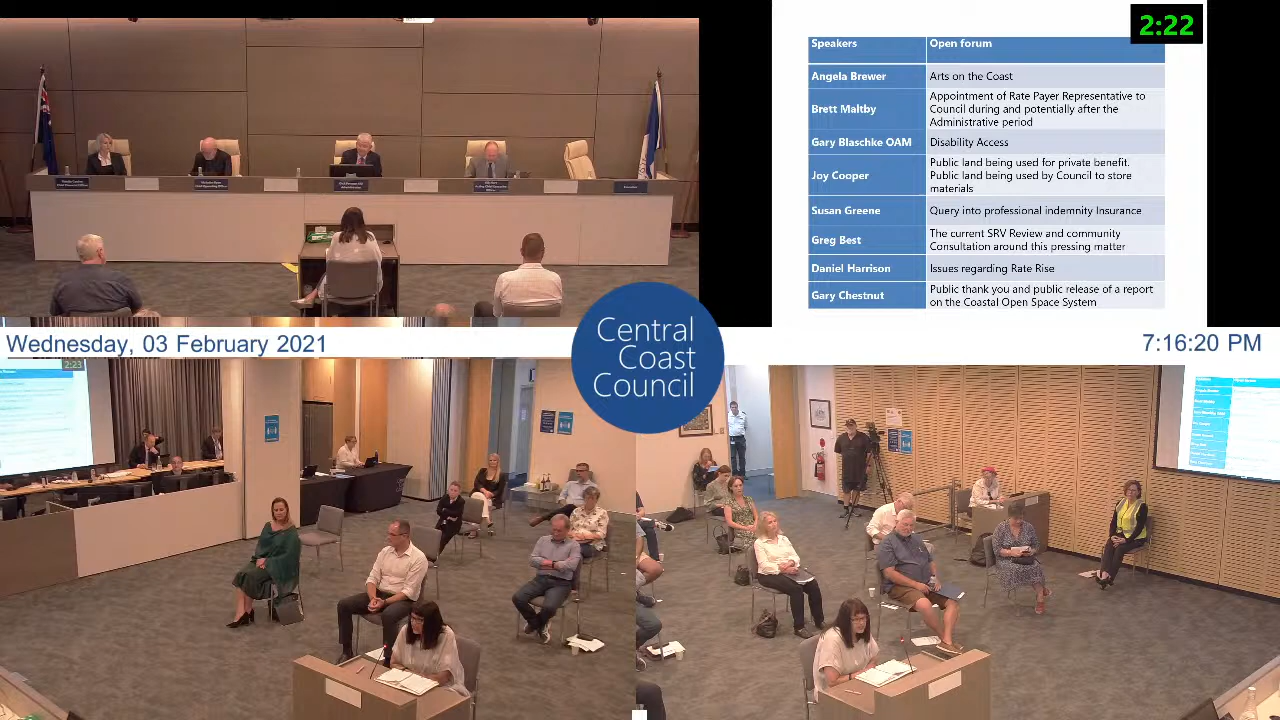 2:22
Speakers
Open forum
Angela Brewer
Arts on the Coast
Brett Maltby
Appointment of Rate Payer Representative to
Council during and potentially after the
Administrative period
Gary Blaschke OAM
Disability Access
Joy Cooper
Public land being used for private benefit.
Public land being used by Council to store
materials
Susan Greene
Query into professional indemnity Insurance
Greg Best
The current SRV Review and community
Consultation around this pressing matter
Daniel Harrison
Issues regarding Rate Rise
Gary Chestnut
Public thank you and public release of a report
on the Coastal Open Space System
Wednesday, 03 February 2021
Central
Coast
Council
7:16:20 PM
2:23